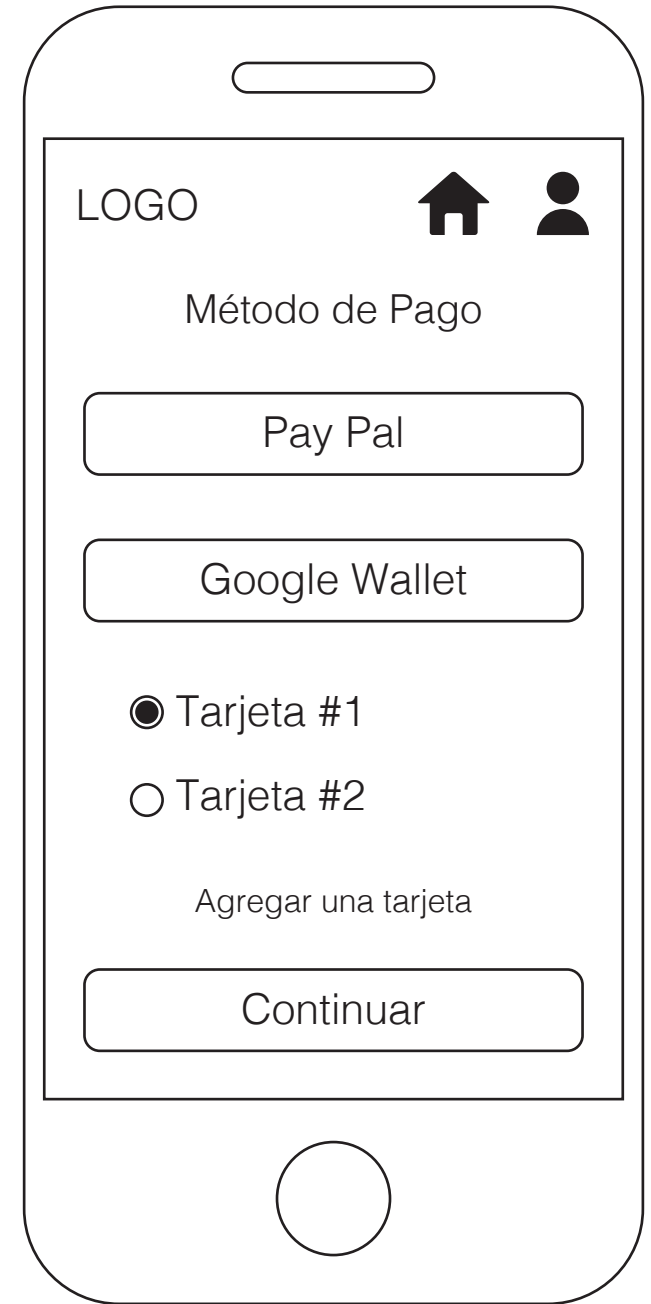 LOGO
Método de Pago
Pay Pal
Google Wallet
Tarjeta #1
Tarjeta #2
Agregar una tarjeta
Continuar